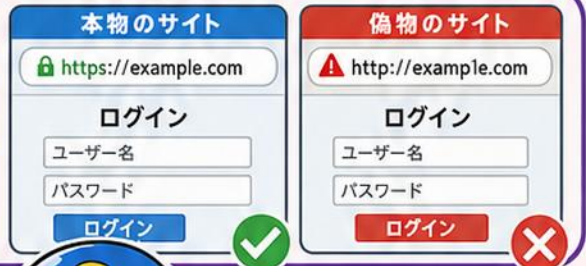 本物のサイト
https://example.com
ログイン
ユーザー名
パスワード
ログイン
偽物のサイト
http://examp1e.com
ログイン
ユーザー名
パスワード
ログイン